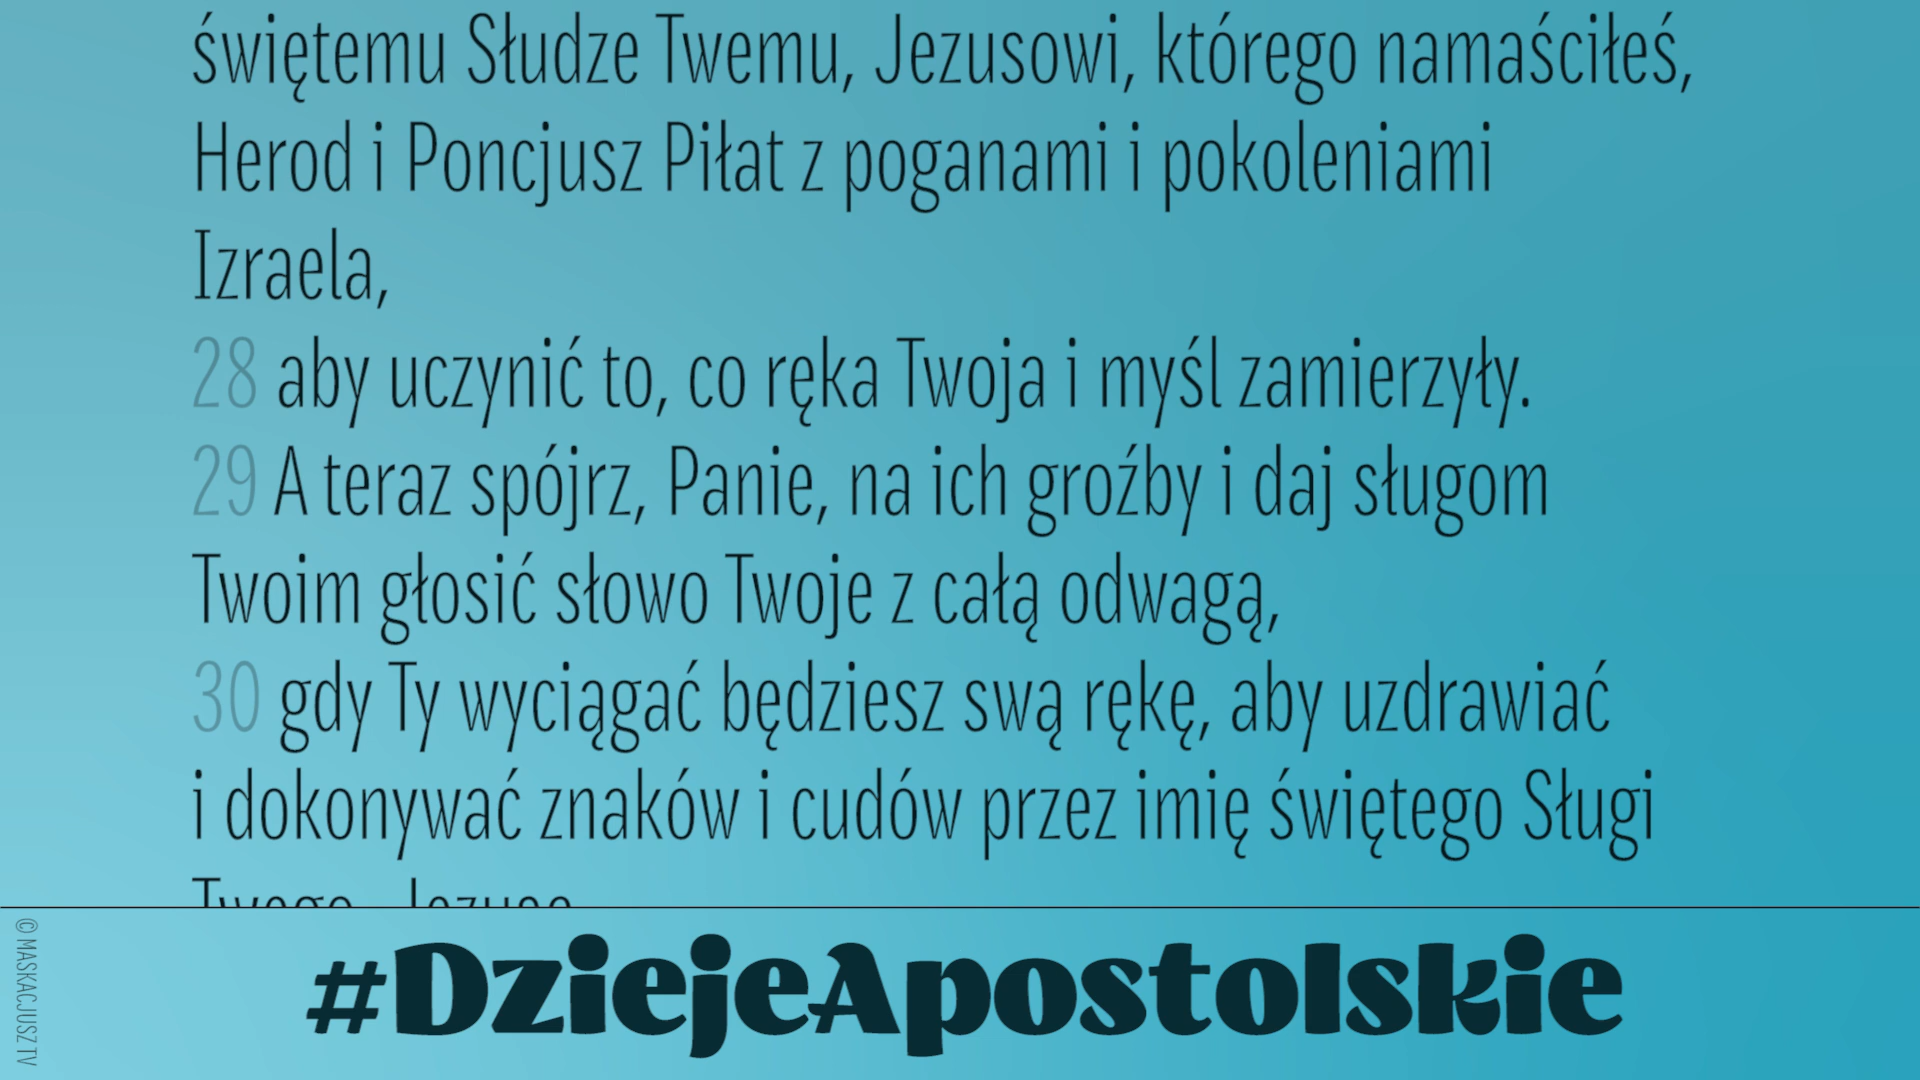 świętemu Słudze Twemu, Jezusowi, którego namaściłeś,
Herod i Poncjusz Piłat z poganami i pokoleniami
Izraela,
28 aby uczynić to, co ręka Twoja i myśl zamierzyły.
29 A teraz spójrz, Panie, na ich groźby i daj sługom
Twoim głosić słowo Twoje z całą odwagą,
30 gdy Ty wyciągać będziesz swą rękę, aby uzdrawiać
i dokonywać znaków i cudów przez imię świętego Sługi
#DziejeApostolskie
© MASKACJUSZ TV